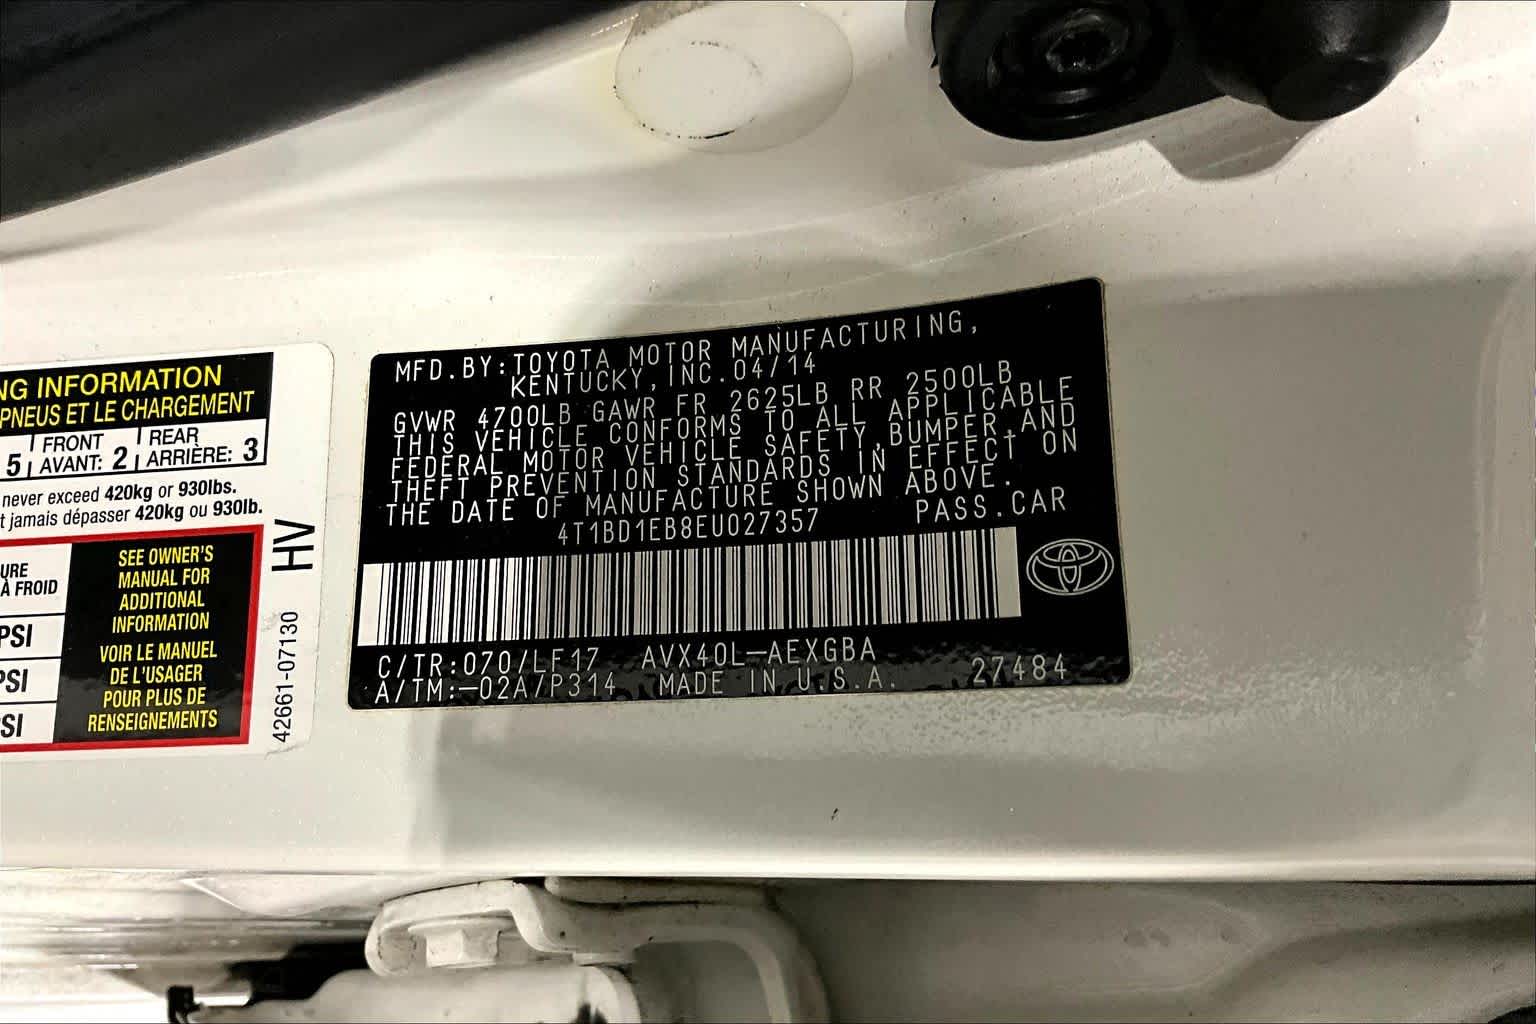 NG INFORMATION
PNEUS ET LE CHARGEMENT
5 FRONT AVANT: 2 REAR ARRIÈRE: 3
never exceed 420kg or 930lbs.
t jamais dépasser 420kg ou 930lb.
URE
À FROID
PSI
PSI
SI
SEE OWNER'S
MANUAL FOR
ADDITIONAL
INFORMATION
VOIR LE MANUEL
DE L'USAGER
POUR PLUS DE
RENSEIGNEMENTS
HV
42661-07130
MFD.BY:TOYOTA MOTOR MANUFACTURING,
KENTUCKY,INC.04/14
GVWR 4700LB GAWR FR 2625LB RR 2500LB
THIS VEHICLE CONFORMS TO ALL APPLICABLE
FEDERAL MOTOR VEHICLE SAFETY,BUMPER,AND
THEFT PREVENTION STANDARDS IN EFFECT ON
THE DATE OF MANUFACTURE SHOWN ABOVE.
4T1BD1EB8EU027357 PASS.CAR
C/TR:070/LF17 AVX40L-AEXGBA
A/TM:-02A/P314 MADE IN U.S.A. 27484